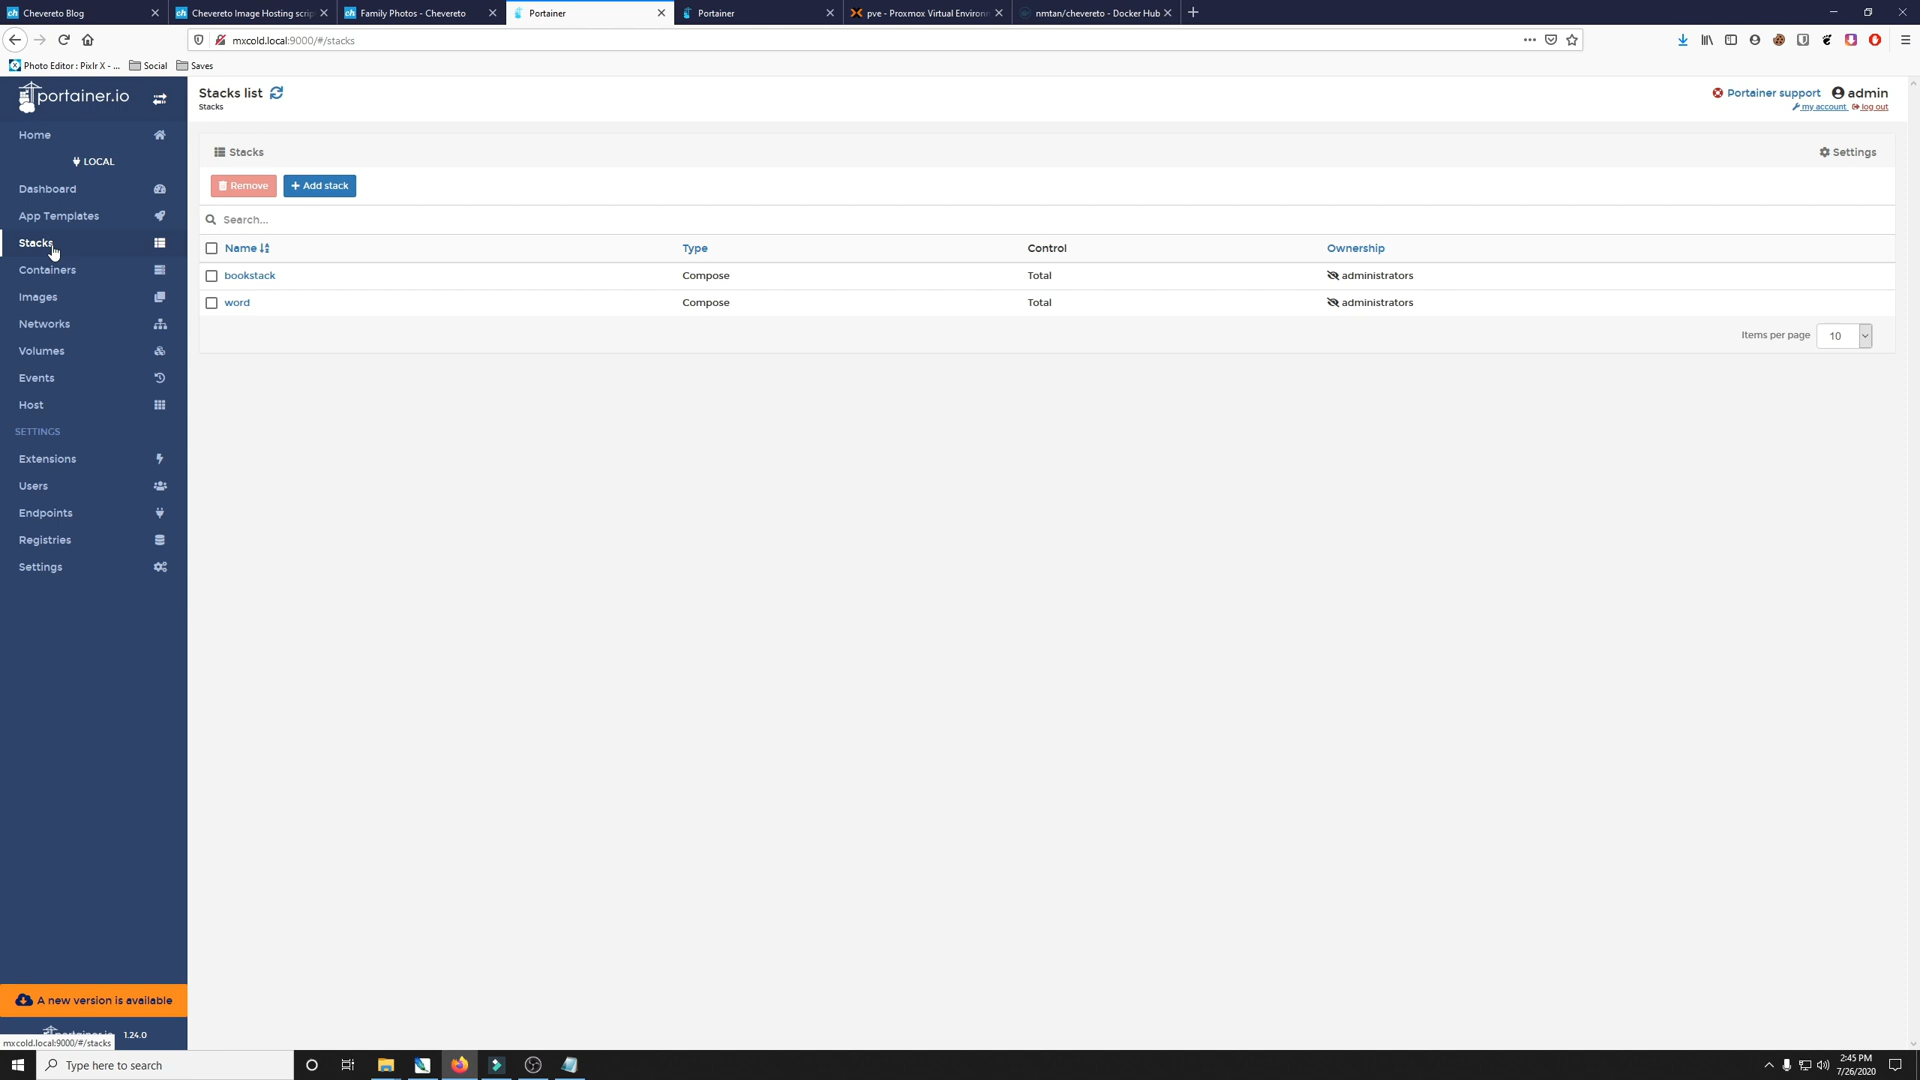 Chevereto Blog
Chevereto Image Hosting scrip
Family Photos - Chevereto
Portainer
Portainer
pve - Proxmox Virtual Environm
nmtan/chevereto - Docker Hub
mxcold.local:9000/#/stacks
Photo Editor : Pixlr X - ...
Social
Saves
portainer.io
Home
LOCAL
Dashboard
App Templates
Stacks
Containers
Images
Networks
Volumes
Events
Host
SETTINGS
Extensions
Users
Endpoints
Registries
Settings
A new version is available
1.24.0
mxcold.local:9000/#/stacks
Stacks list
Stacks
Portainer support
admin
my account
log out
Stacks
Settings
Remove
+ Add stack
Search...
Name
Type
Control
Ownership
bookstack
Compose
Total
administrators
word
Compose
Total
administrators
Items per page
10
Type here to search
2:45 PM
7/26/2020